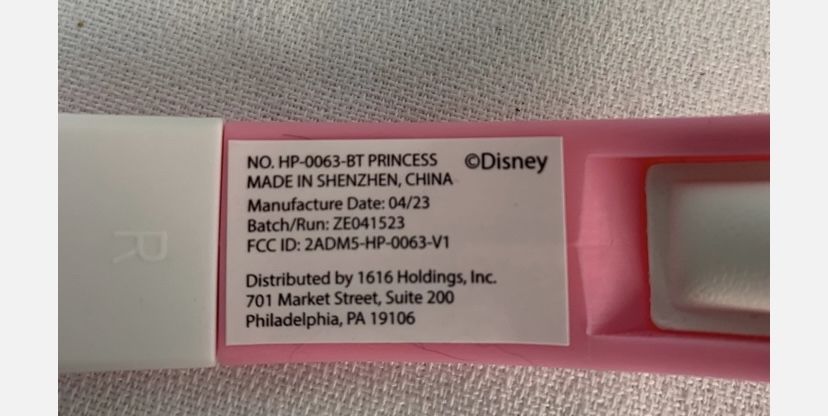 R
NO. HP-0063-BT PRINCESS ©Disney
MADE IN SHENZHEN, CHINA
Manufacture Date: 04/23
Batch/Run: ZE041523
FCC ID: 2ADM5-HP-0063-V1
Distributed by 1616 Holdings, Inc.
701 Market Street, Suite 200
Philadelphia, PA 19106